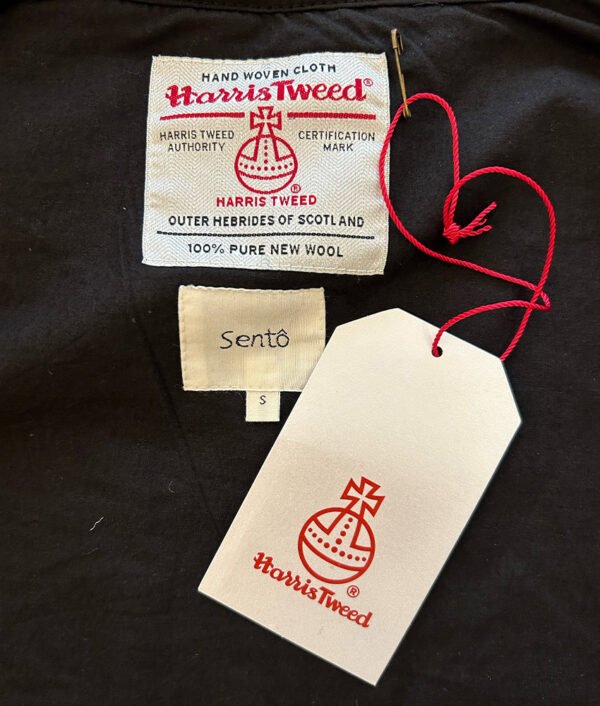 HAND WOVEN CLOTH
Harris Tweed®
HARRIS TWEED AUTHORITY
CERTIFICATION MARK
®
HARRIS TWEED
OUTER HEBRIDES OF SCOTLAND
100% PURE NEW WOOL
Sentô
S
®
Harris Tweed